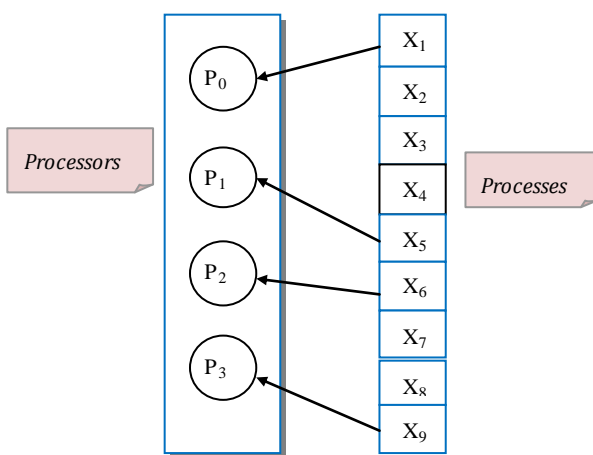 Processors
P₀
P₁
P₂
P₃
X₁
X₂
X₃
X₄
X₅
X₆
X₇
X₈
X₉
Processes